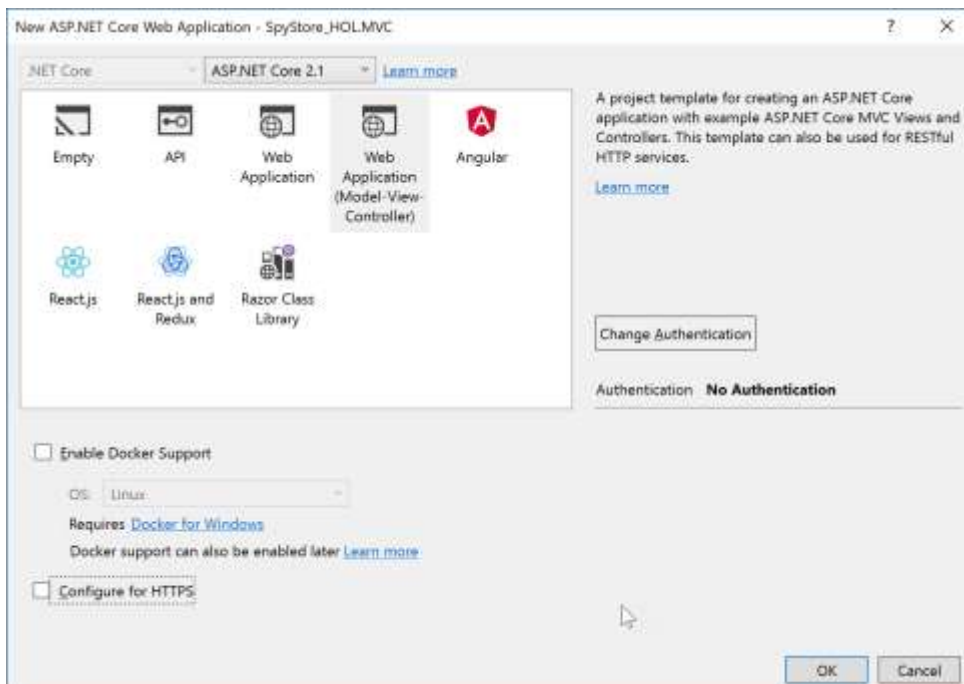 New ASP.NET Core Web Application - SpyStore_HOL.MVC
?
.NET Core
ASP.NET Core 2.1
Learn more
Empty
API
Web
Application
Web
Application
(Model-View-
Controller)
Angular
React.js
React.js and
Redux
Razor Class
Library
A project template for creating an ASP.NET Core
application with example ASP.NET Core MVC Views and
Controllers. This template can also be used for RESTful
HTTP services.
Learn more
Change Authentication
Authentication No Authentication
Enable Docker Support
OS: Linux
Requires Docker for Windows
Docker support can also be enabled later Learn more
Configure for HTTPS
OK
Cancel